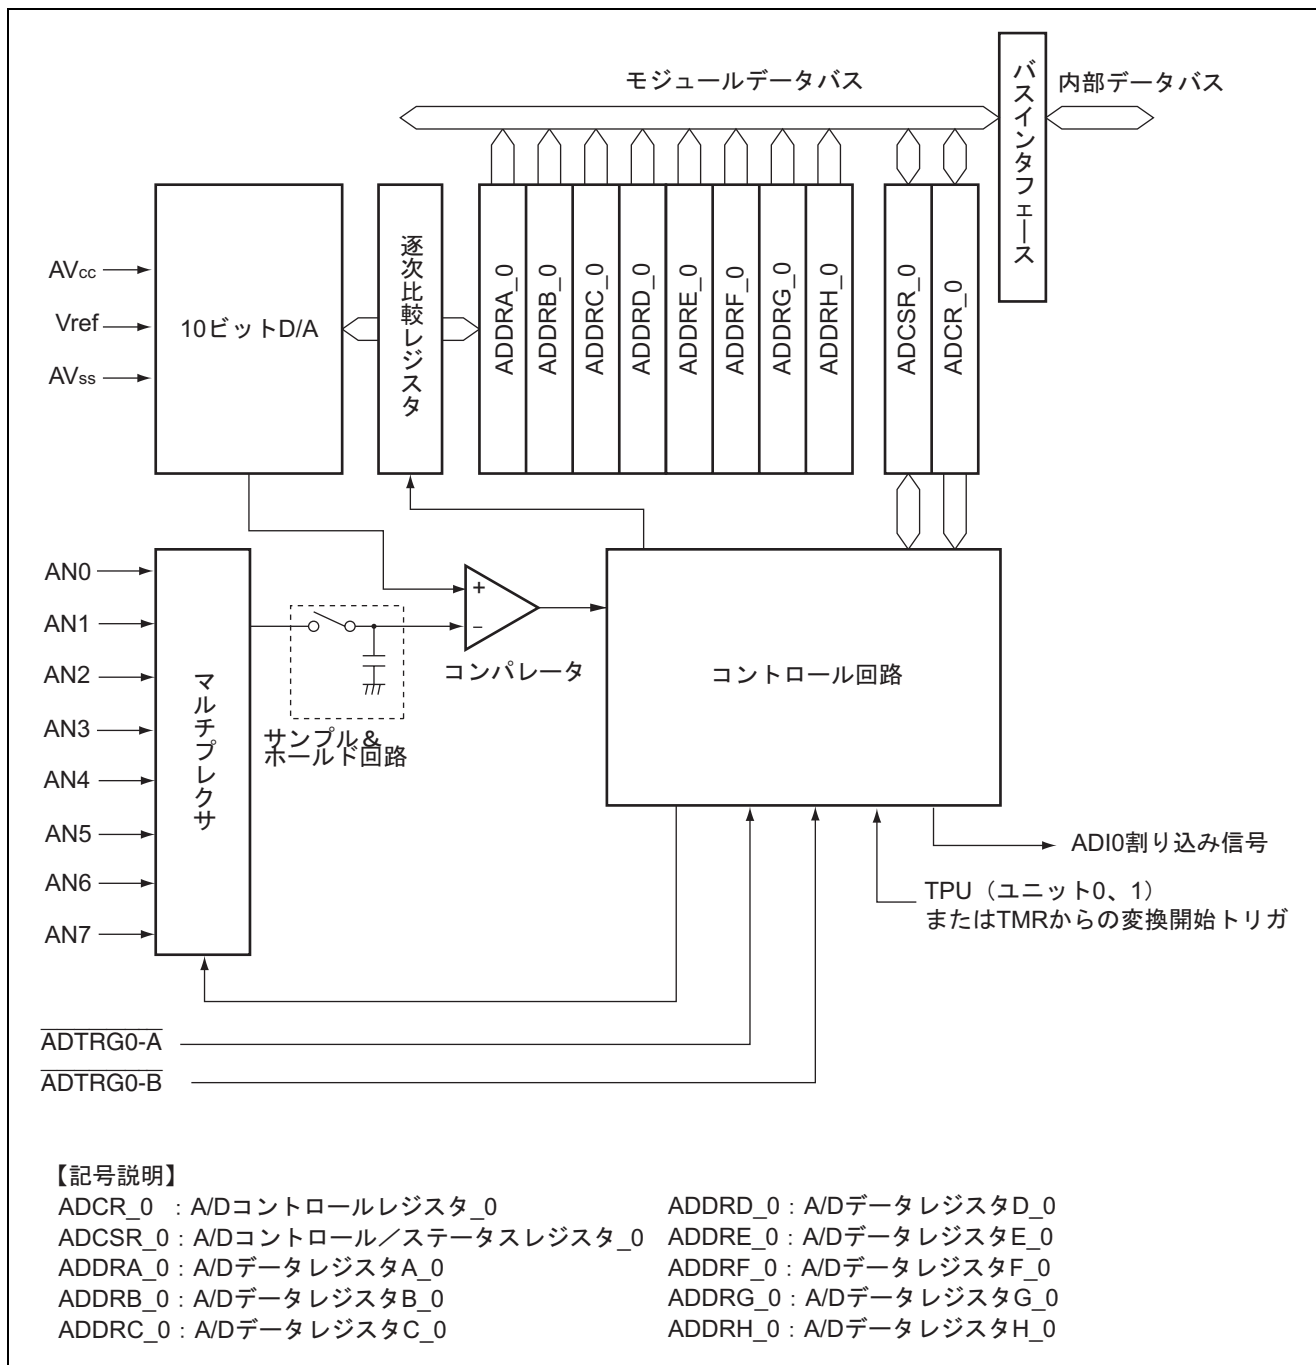 モジュールデータバス
バスインタフェース
内部データバス
AVcc
Vref
AVss
10ビットD/A
逐次比較レジスタ
ADDRA_0
ADDRB_0
ADDRC_0
ADDRD_0
ADDRE_0
ADDRF_0
ADDRG_0
ADDRH_0
ADCSR_0
ADCR_0
AN0
AN1
AN2
AN3
AN4
AN5
AN6
AN7
マルチプレクサ
サンプル&
ホールド回路
+
−
コンパレータ
コントロール回路
ADI0割り込み信号
TPU（ユニット0、1）
またはTMRからの変換開始トリガ
ADTRG0-A
ADTRG0-B
【記号説明】
ADCR_0 ：A/Dコントロールレジスタ_0
ADCSR_0：A/Dコントロール／ステータスレジスタ_0
ADDRA_0：A/DデータレジスタA_0
ADDRB_0：A/DデータレジスタB_0
ADDRC_0：A/DデータレジスタC_0
ADDRD_0：A/DデータレジスタD_0
ADDRE_0：A/DデータレジスタE_0
ADDRF_0：A/DデータレジスタF_0
ADDRG_0：A/DデータレジスタG_0
ADDRH_0：A/DデータレジスタH_0